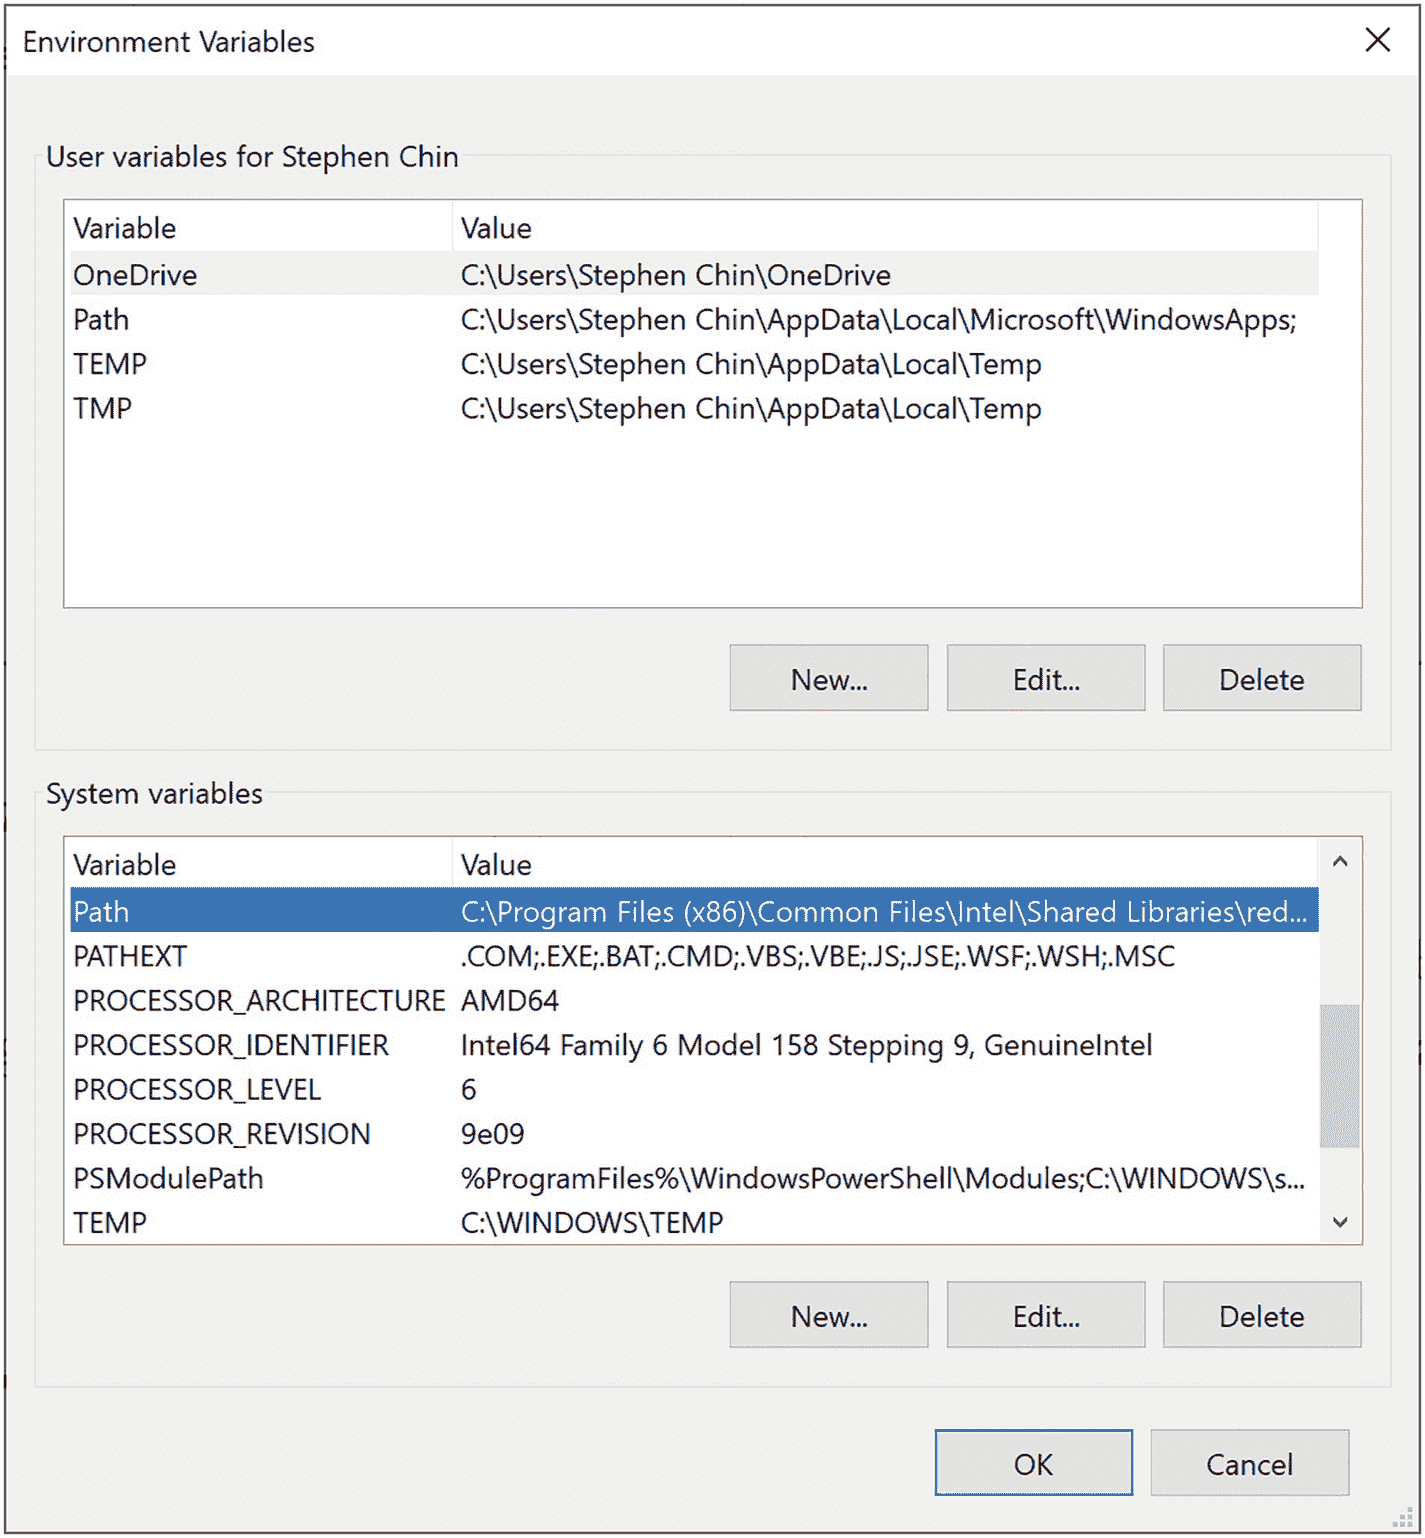 Environment Variables
User variables for Stephen Chin
Variable Value
OneDrive C:\Users\Stephen Chin\OneDrive
Path C:\Users\Stephen Chin\AppData\Local\Microsoft\WindowsApps;
TEMP C:\Users\Stephen Chin\AppData\Local\Temp
TMP C:\Users\Stephen Chin\AppData\Local\Temp
New... Edit... Delete
System variables
Variable Value
Path C:\Program Files (x86)\Common Files\Intel\Shared Libraries\red...
PATHEXT .COM;.EXE;.BAT;.CMD;.VBS;.VBE;.JS;.JSE;.WSF;.WSH;.MSC
PROCESSOR_ARCHITECTURE AMD64
PROCESSOR_IDENTIFIER Intel64 Family 6 Model 158 Stepping 9, GenuineIntel
PROCESSOR_LEVEL 6
PROCESSOR_REVISION 9e09
PSModulePath %ProgramFiles%\WindowsPowerShell\Modules;C:\WINDOWS\s...
TEMP C:\WINDOWS\TEMP
New... Edit... Delete
OK Cancel